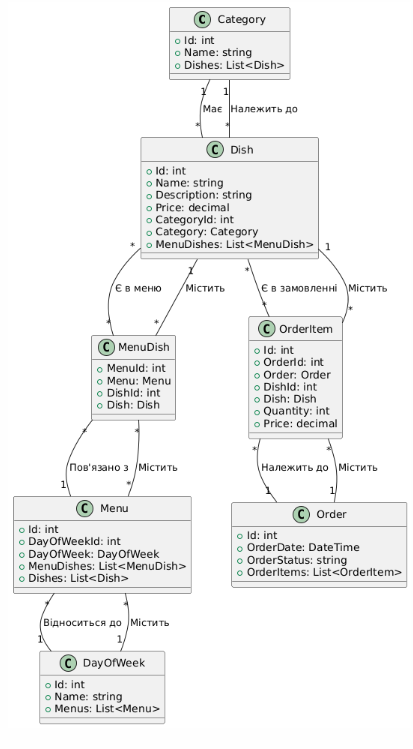 C Category
Id: int
Name: string
Dishes: List<Dish>
1 1
Має Належить до
* *
C Dish
Id: int
Name: string
Description: string
Price: decimal
CategoryId: int
Category: Category
MenuDishes: List<MenuDish>
* 1 * 1
Є в меню Містить Є в замовленні Містить
* * * *
C MenuDish
MenuId: int
Menu: Menu
DishId: int
Dish: Dish
C OrderItem
Id: int
OrderId: int
Order: Order
DishId: int
Dish: Dish
Quantity: int
Price: decimal
* * * *
Пов'язано з Містить Належить до Містить
1 * 1 1
C Menu
Id: int
DayOfWeekId: int
DayOfWeek: DayOfWeek
MenuDishes: List<MenuDish>
Dishes: List<Dish>
C Order
Id: int
OrderDate: DateTime
OrderStatus: string
OrderItems: List<OrderItem>
* *
Відноситься до Містить
1 1
C DayOfWeek
Id: int
Name: string
Menus: List<Menu>